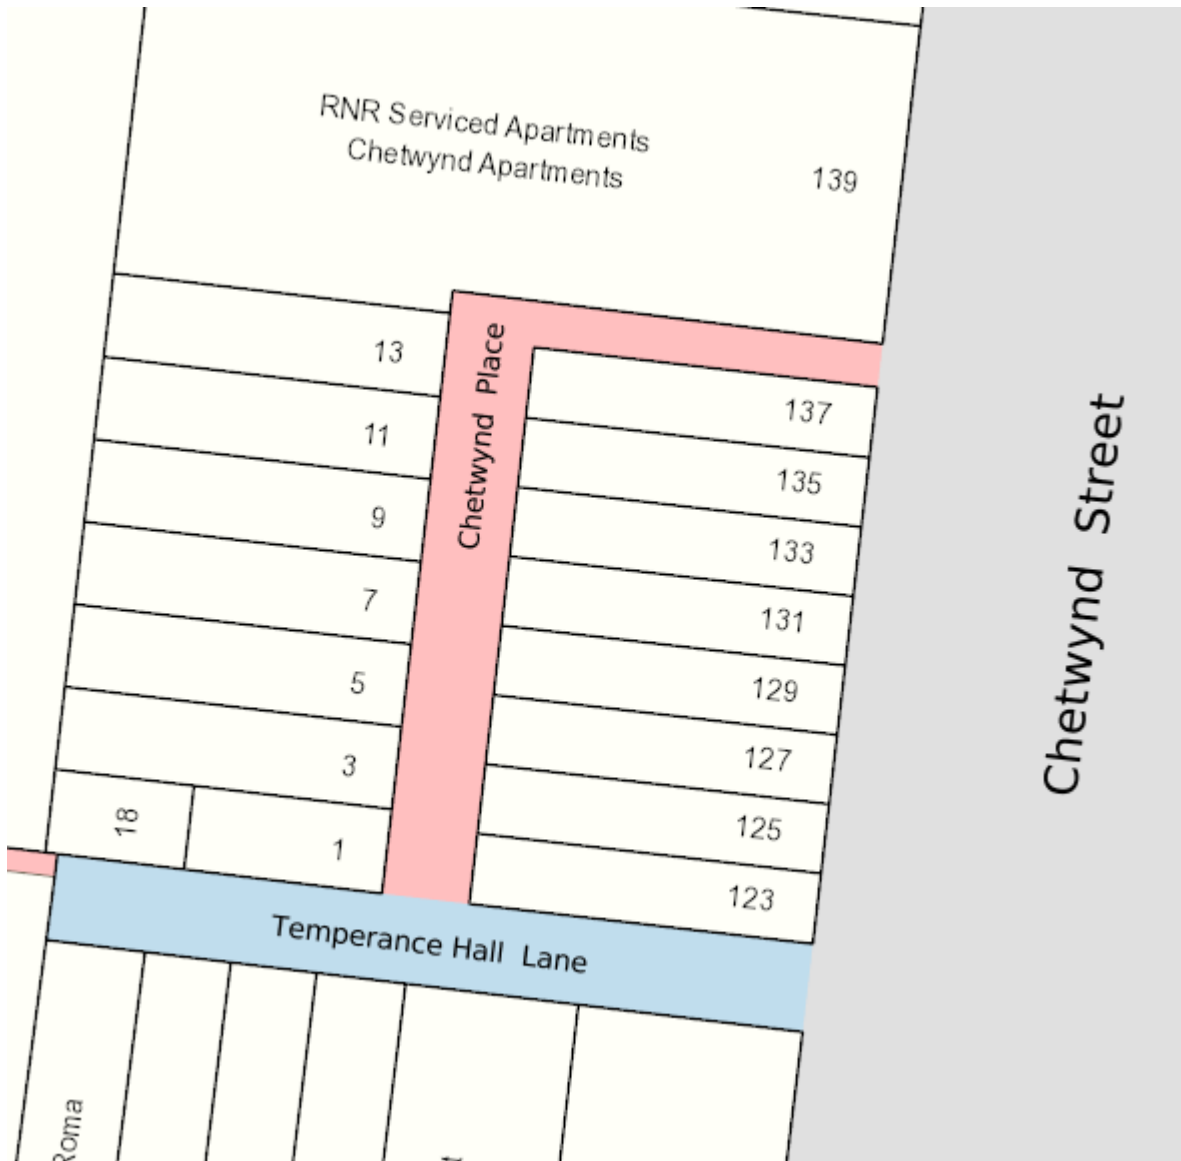 RNR Serviced Apartments
Chetwynd Apartments
139
13
Chetwynd Place
137
11
135
9
133
7
131
5
129
3
127
18
1
125
123
Chetwynd Street
Temperance Hall Lane
Roma